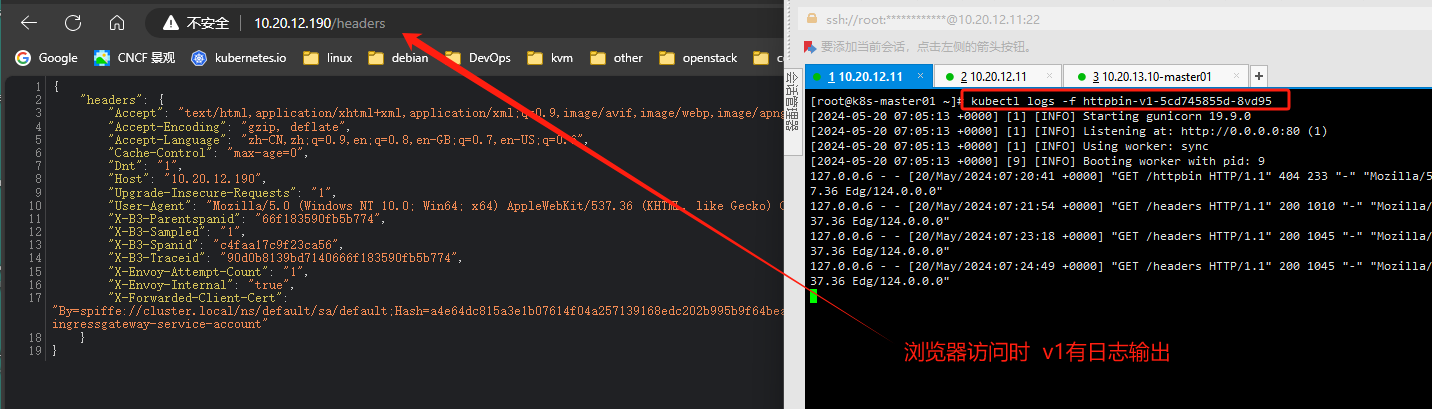 不安全 10.20.12.190/headers
Google CNCF 景观 kubernetes.io linux debian DevOps kvm other openstack
1 {
2 "headers": {
3 "Accept": "text/html,application/xhtml+xml,application/xml;q=0.9,image/avif,image/webp,image/apng
4 "Accept-Encoding": "gzip, deflate",
5 "Accept-Language": "zh-CN,zh;q=0.9,en;q=0.8,en-GB;q=0.7,en-US;q=0.6",
6 "Cache-Control": "max-age=0",
7 "Dnt": "1",
8 "Host": "10.20.12.190",
9 "Upgrade-Insecure-Requests": "1",
10 "User-Agent": "Mozilla/5.0 (Windows NT 10.0; Win64; x64) AppleWebKit/537.36 (KHTML, like Gecko)
11 "X-B3-Parentspanid": "66f183590fb5b774",
12 "X-B3-Sampled": "1",
13 "X-B3-Spanid": "c4faa17c9f23ca56",
14 "X-B3-Traceid": "90d0b8139bd7140666f183590fb5b774",
15 "X-Envoy-Attempt-Count": "1",
16 "X-Envoy-Internal": "true",
17 "X-Forwarded-Client-Cert":
"By=spiffe://cluster.local/ns/default/sa/default;Hash=a4e64dc815a3e1b07614f04a257139168edc202b995b9f64bea
ingressgateway-service-account"
18 }
19 }
ssh://root:************@10.20.12.11:22
要添加当前会话，点击左侧的箭头按钮。
会话管理器
1 10.20.12.11 × 2 10.20.12.11 × 3 10.20.13.10-master01 × +
[root@k8s-master01 ~]# kubectl logs -f httpbin-v1-5cd745855d-8vd95
[2024-05-20 07:05:13 +0000] [1] [INFO] Starting gunicorn 19.9.0
[2024-05-20 07:05:13 +0000] [1] [INFO] Listening at: http://0.0.0.0:80 (1)
[2024-05-20 07:05:13 +0000] [1] [INFO] Using worker: sync
[2024-05-20 07:05:13 +0000] [9] [INFO] Booting worker with pid: 9
127.0.0.6 - - [20/May/2024:07:20:41 +0000] "GET /httpbin HTTP/1.1" 404 233 "-" "Mozilla/5
7.36 Edg/124.0.0.0"
127.0.0.6 - - [20/May/2024:07:21:54 +0000] "GET /headers HTTP/1.1" 200 1010 "-" "Mozilla/
37.36 Edg/124.0.0.0"
127.0.0.6 - - [20/May/2024:07:23:18 +0000] "GET /headers HTTP/1.1" 200 1045 "-" "Mozilla/
37.36 Edg/124.0.0.0"
127.0.0.6 - - [20/May/2024:07:24:49 +0000] "GET /headers HTTP/1.1" 200 1045 "-" "Mozilla/
37.36 Edg/124.0.0.0"
浏览器访问时 v1有日志输出